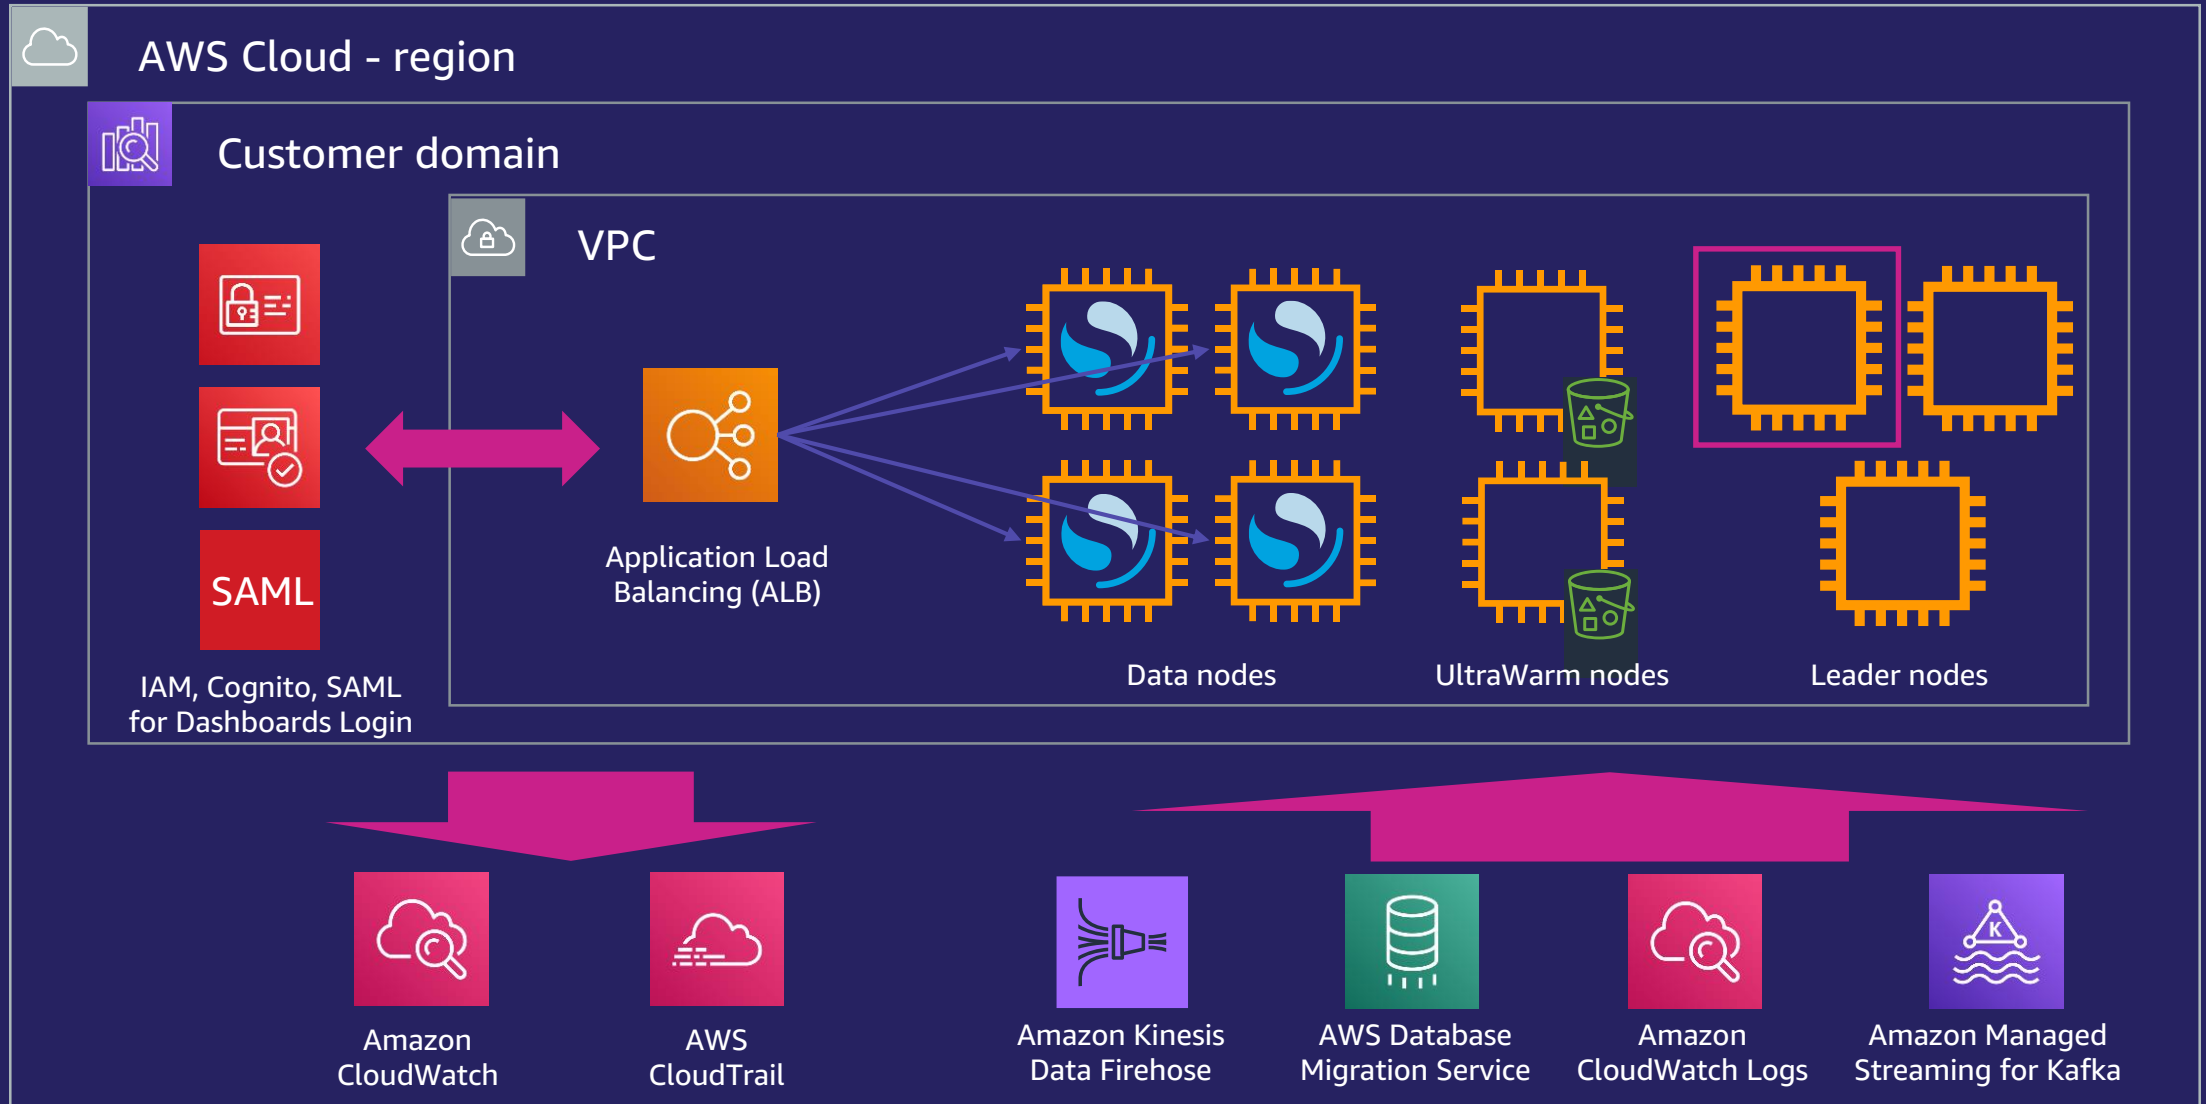 AWS Cloud - region
Customer domain
VPC
SAML
IAM, Cognito, SAML
for Dashboards Login
Application Load
Balancing (ALB)
Data nodes
UltraWarm nodes
Leader nodes
Amazon
CloudWatch
AWS
CloudTrail
Amazon Kinesis
Data Firehose
AWS Database
Migration Service
Amazon
CloudWatch Logs
K
Amazon Managed
Streaming for Kafka